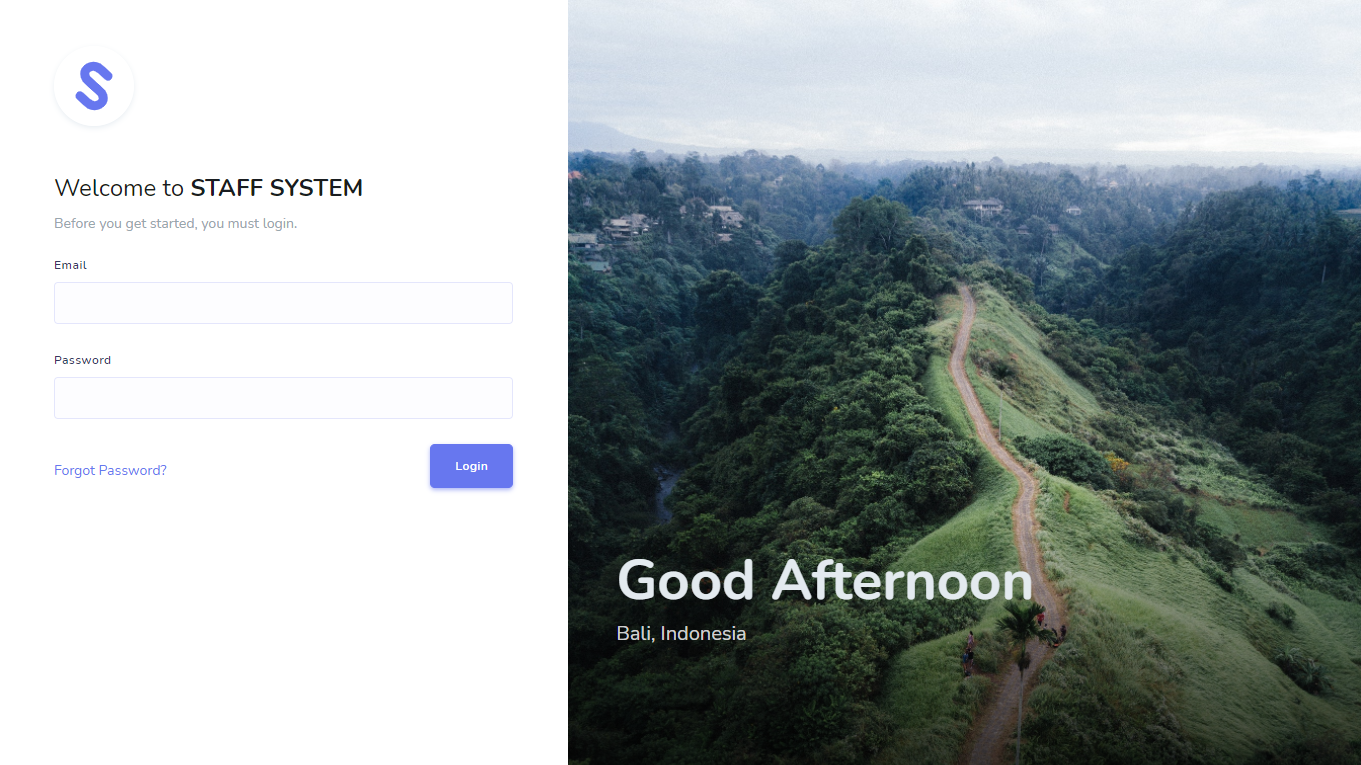 Welcome to STAFF SYSTEM
Before you get started, you must login.
Email
Password
Forgot Password?
Login
Good Afternoon
Bali, Indonesia